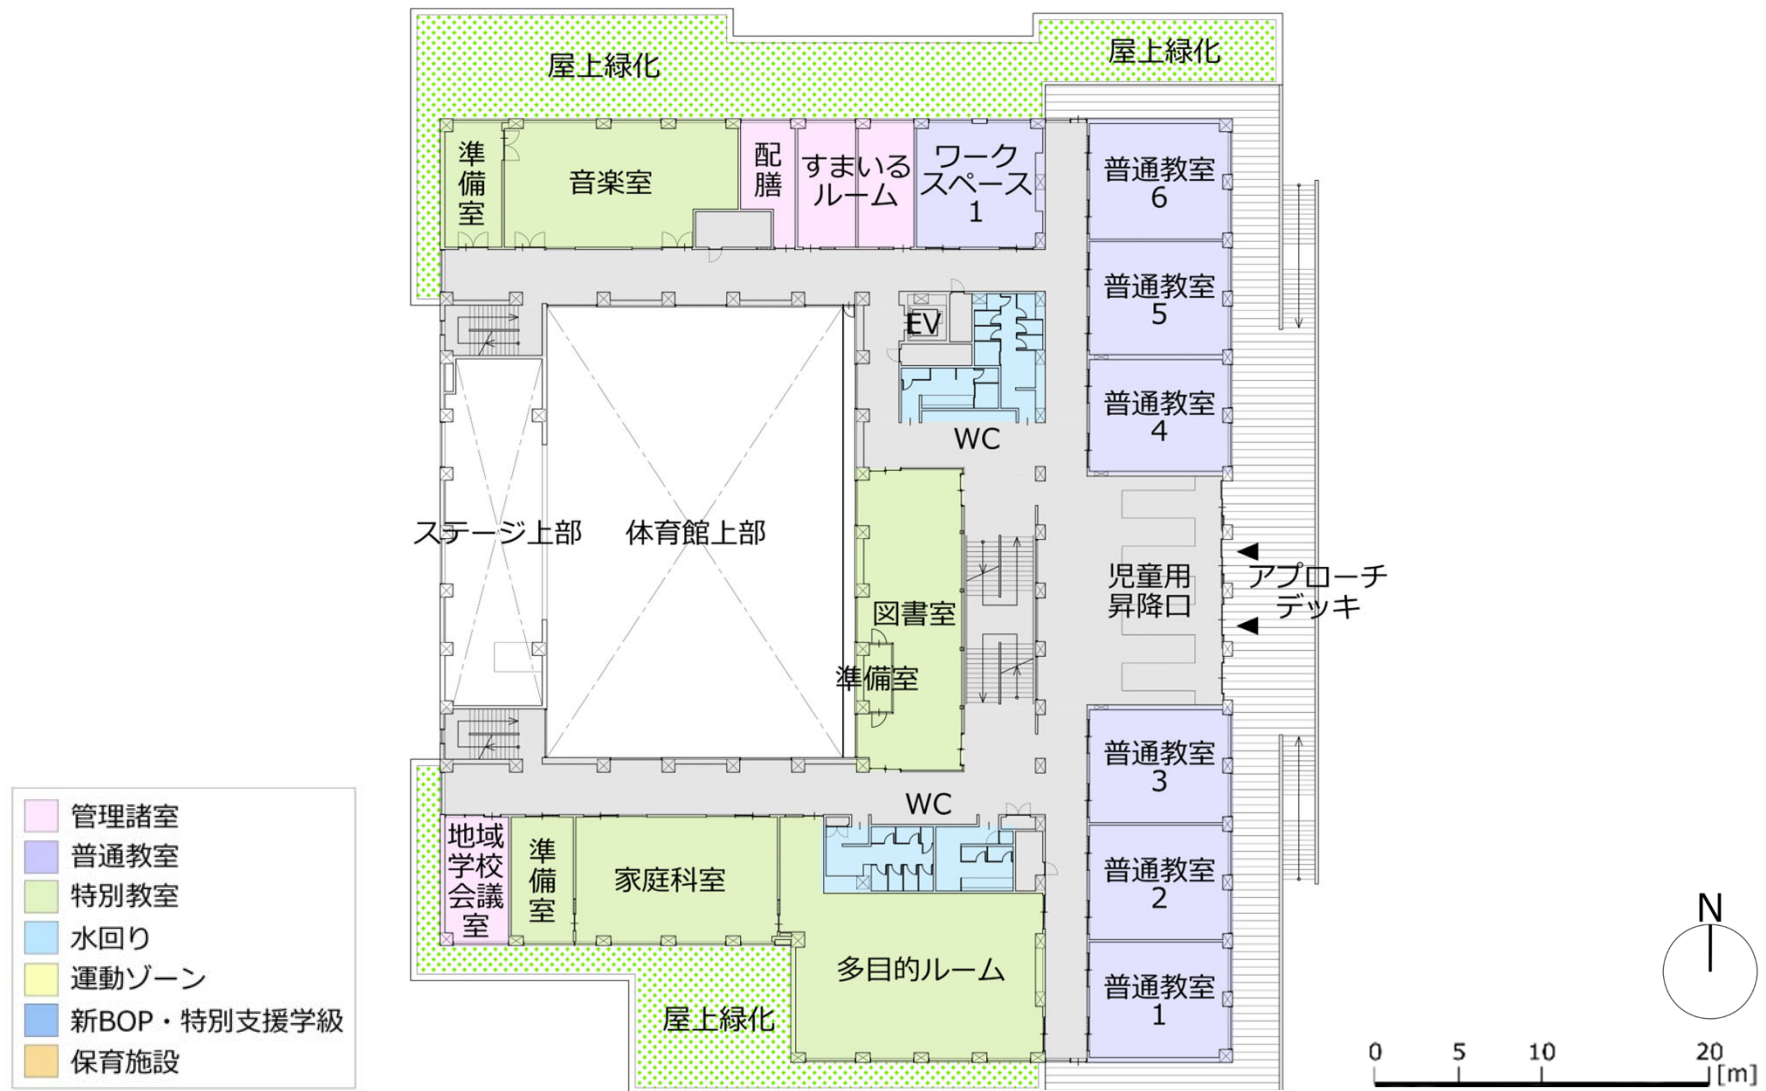 屋上緑化
屋上緑化
準
備
室
音楽室
配
膳
すまいる
ルーム
ワーク
スペース
1
普通教室
6
普通教室
5
EV
普通教室
4
WC
ステージ上部
体育館上部
図書室
準備室
児童用
昇降口
アプローチ
デッキ
普通教室
3
WC
地域
学校
会議
室
準
備
室
家庭科室
普通教室
2
多目的ルーム
普通教室
1
屋上緑化
管理諸室
普通教室
特別教室
水回り
運動ゾーン
新BOP・特別支援学級
保育施設
N
0 5 10 20
[m]